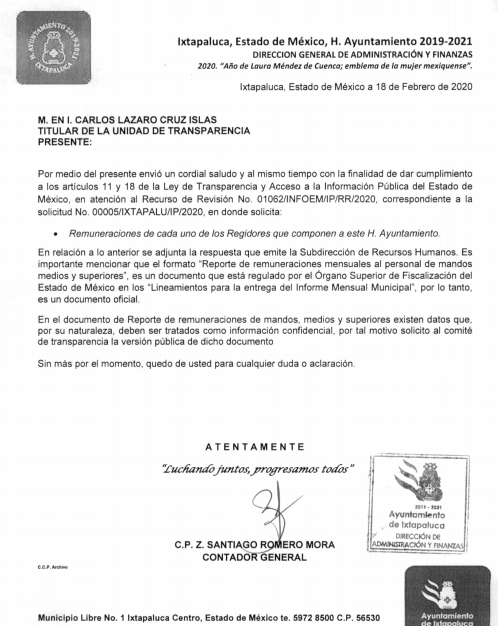 H. AYUNTAMIENTO 2019-2021
IXTAPALUCA
Ixtapaluca, Estado de México, H. Ayuntamiento 2019-2021
DIRECCION GENERAL DE ADMINISTRACIÓN Y FINANZAS
2020. "Año de Laura Méndez de Cuenca; emblema de la mujer mexiquense".
Ixtapaluca, Estado de México a 18 de Febrero de 2020
M. EN I. CARLOS LAZARO CRUZ ISLAS
TITULAR DE LA UNIDAD DE TRANSPARENCIA
PRESENTE:
Por medio del presente envió un cordial saludo y al mismo tiempo con la finalidad de dar cumplimiento
a los artículos 11 y 18 de la Ley de Transparencia y Acceso a la Información Pública del Estado de
México, en atención al Recurso de Revisión No. 01062/INFOEM/IP/RR/2020, correspondiente a la
solicitud No. 00005/IXTAPALU/IP/2020, en donde solicita:
• Remuneraciones de cada uno de los Regidores que componen a este H. Ayuntamiento.
En relación a lo anterior se adjunta la respuesta que emite la Subdirección de Recursos Humanos. Es
importante mencionar que el formato "Reporte de remuneraciones mensuales al personal de mandos
medios y superiores", es un documento que está regulado por el Órgano Superior de Fiscalización del
Estado de México en los "Lineamientos para la entrega del Informe Mensual Municipal", por lo tanto,
es un documento oficial.
En el documento de Reporte de remuneraciones de mandos, medios y superiores existen datos que,
por su naturaleza, deben ser tratados como información confidencial, por tal motivo solicito al comité
de transparencia la versión pública de dicho documento
Sin más por el momento, quedo de usted para cualquier duda o aclaración.
A T E N T A M E N T E
"Luchando juntos, progresamos todos"
2019 - 2021
Ayuntamiento
de Ixtapaluca
DIRECCIÓN DE
ADMINISTRACIÓN Y FINANZAS
C.P. Z. SANTIAGO ROMERO MORA
CONTADOR GENERAL
C.C.P. Archivo
Municipio Libre No. 1 Ixtapaluca Centro, Estado de México te. 5972 8500 C.P. 56530
Ayuntamiento
de Ixtapaluca